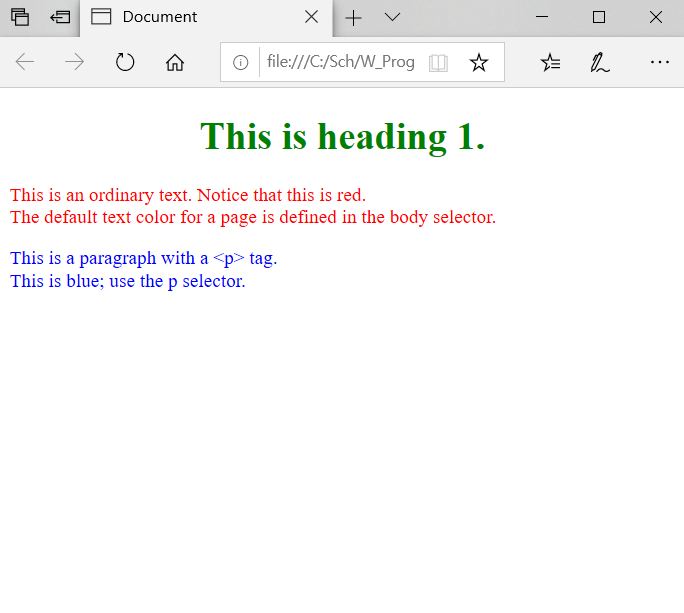 Document
file:///C:/Sch/W_Prog
This is heading 1.
This is an ordinary text. Notice that this is red.
The default text color for a page is defined in the body selector.
This is a paragraph with a <p> tag.
This is blue; use the p selector.